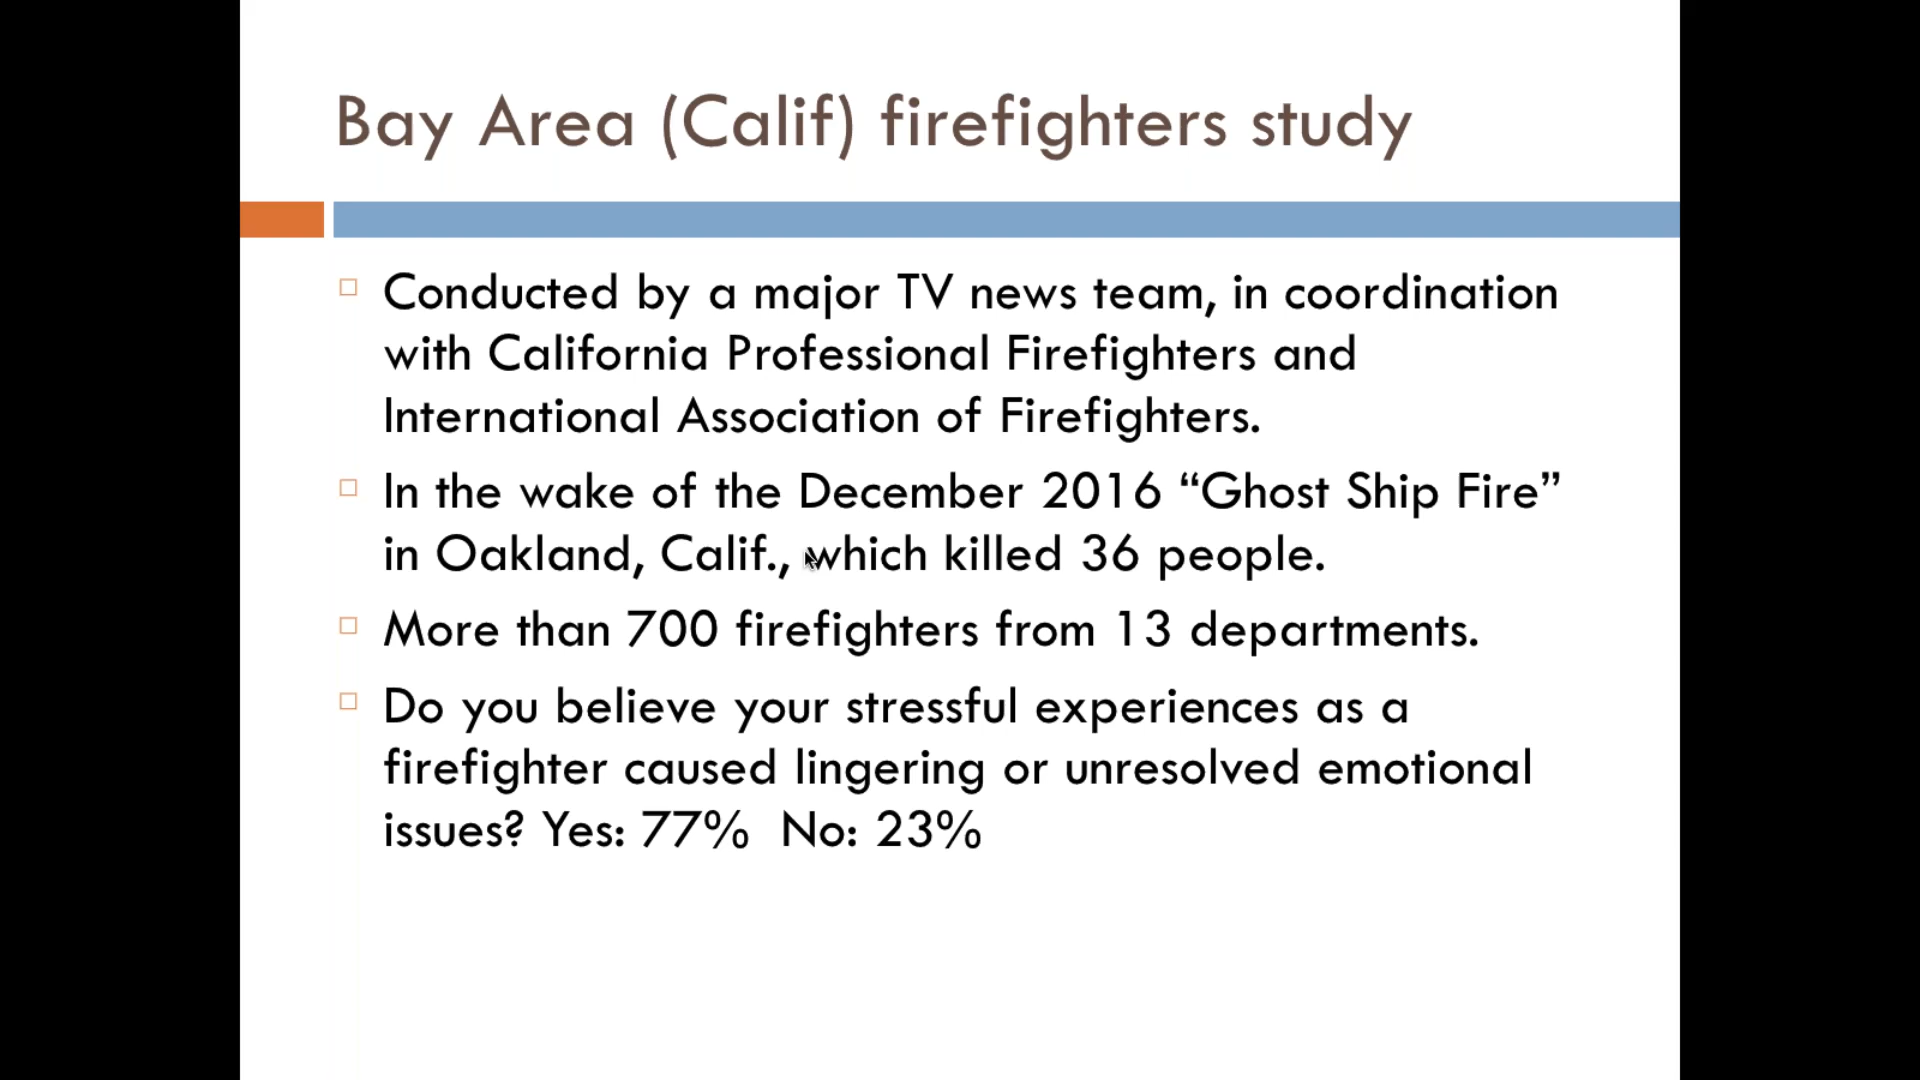 Bay Area (Calif) firefighters study
Conducted by a major TV news team, in coordination
with California Professional Firefighters and
International Association of Firefighters.
In the wake of the December 2016 “Ghost Ship Fire”
in Oakland, Calif., which killed 36 people.
More than 700 firefighters from 13 departments.
Do you believe your stressful experiences as a
firefighter caused lingering or unresolved emotional
issues? Yes: 77%  No: 23%